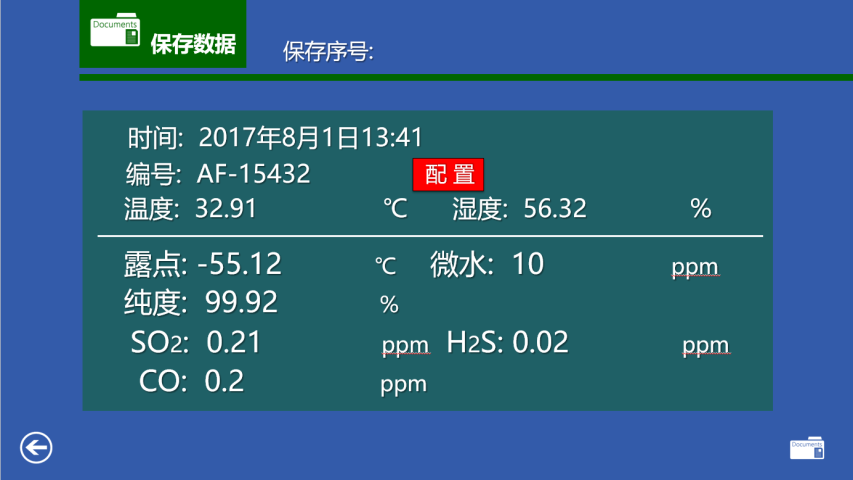 Documents
保存数据
保存序号:
时间: 2017年8月1日13:41
编号: AF-15432 配 置
温度: 32.91 ℃ 湿度: 56.32 %
露点: -55.12 ℃ 微水: 10 ppm
纯度: 99.92 %
SO2: 0.21 ppm H2S: 0.02 ppm
CO: 0.2 ppm
Documents